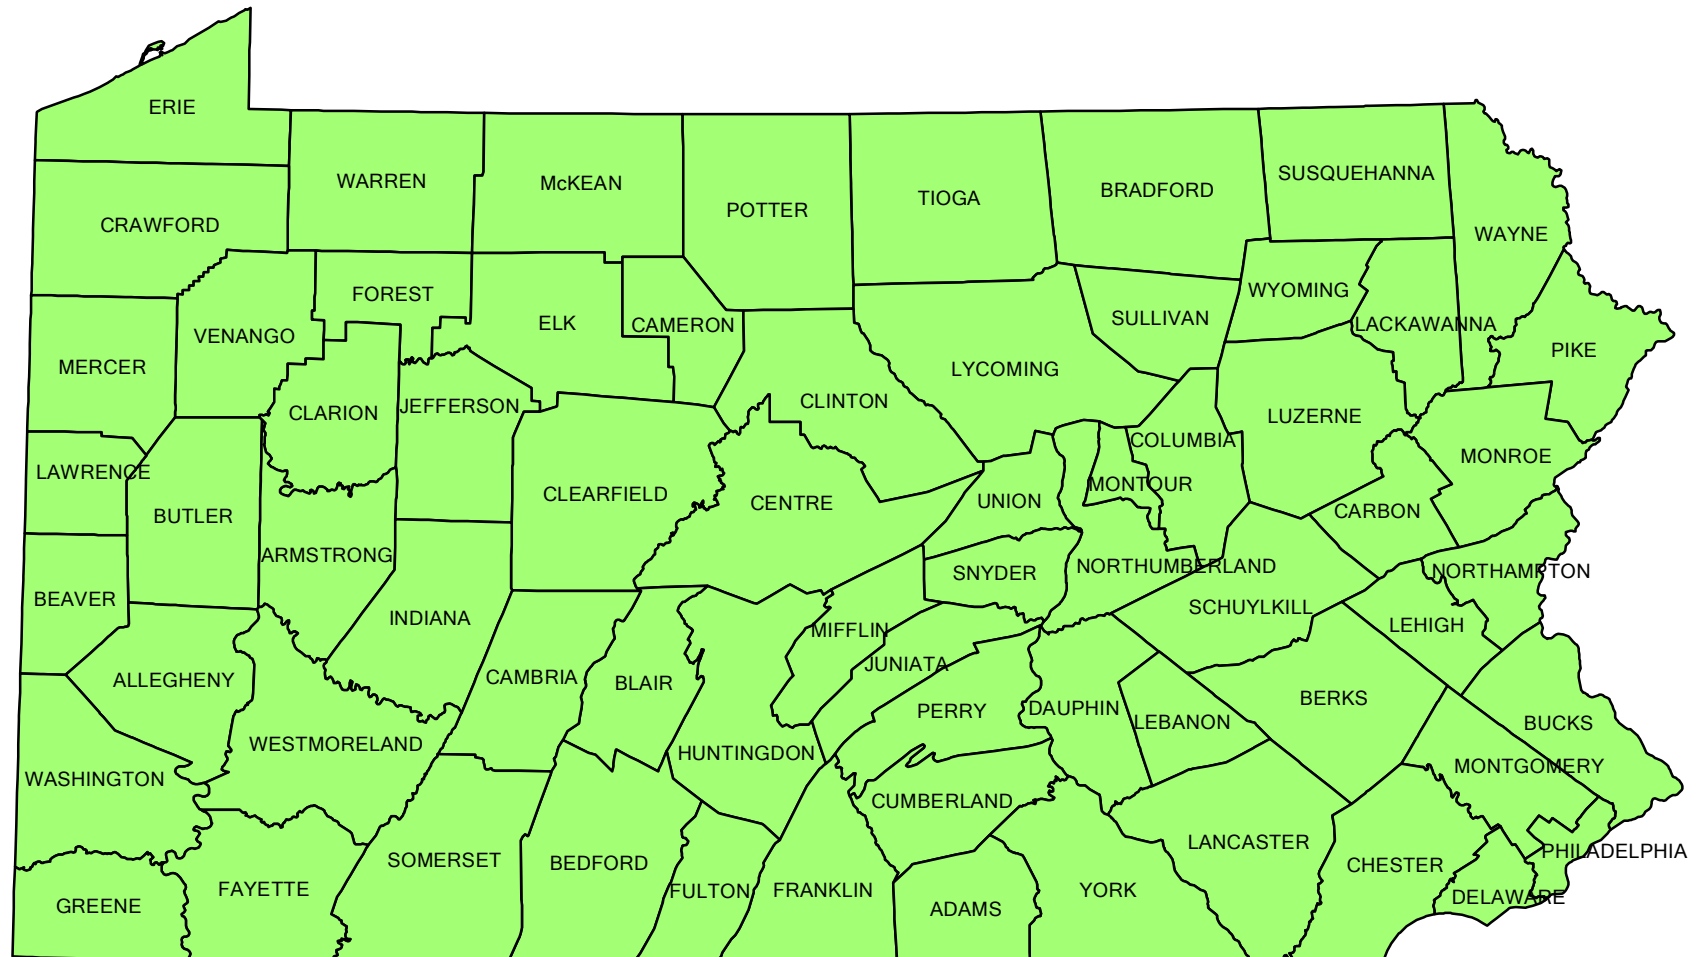 ERIE
SUSQUEHANNA
WARREN
McKEAN
BRADFORD
TIOGA
POTTER
CRAWFORD
WAYNE
WYOMING
FOREST
SULLIVAN
ELK
CAMERON
LACKAWANNA
VENANGO
PIKE
MERCER
LYCOMING
CLINTON
JEFFERSON
CLARION
LUZERNE
COLUMBIA
MONROE
LAWRENCE
MONTOUR
CLEARFIELD
UNION
CENTRE
CARBON
BUTLER
ARMSTRONG
NORTHUMBERLAND
NORTHAMPTON
SNYDER
BEAVER
SCHUYLKILL
INDIANA
LEHIGH
MIFFLIN
JUNIATA
CAMBRIA
ALLEGHENY
BLAIR
BERKS
DAUPHIN
PERRY
LEBANON
BUCKS
WESTMORELAND
HUNTINGDON
MONTGOMERY
WASHINGTON
CUMBERLAND
LANCASTER
PHILADELPHIA
SOMERSET
BEDFORD
CHESTER
FAYETTE
FULTON
FRANKLIN
YORK
DELAWARE
GREENE
ADAMS